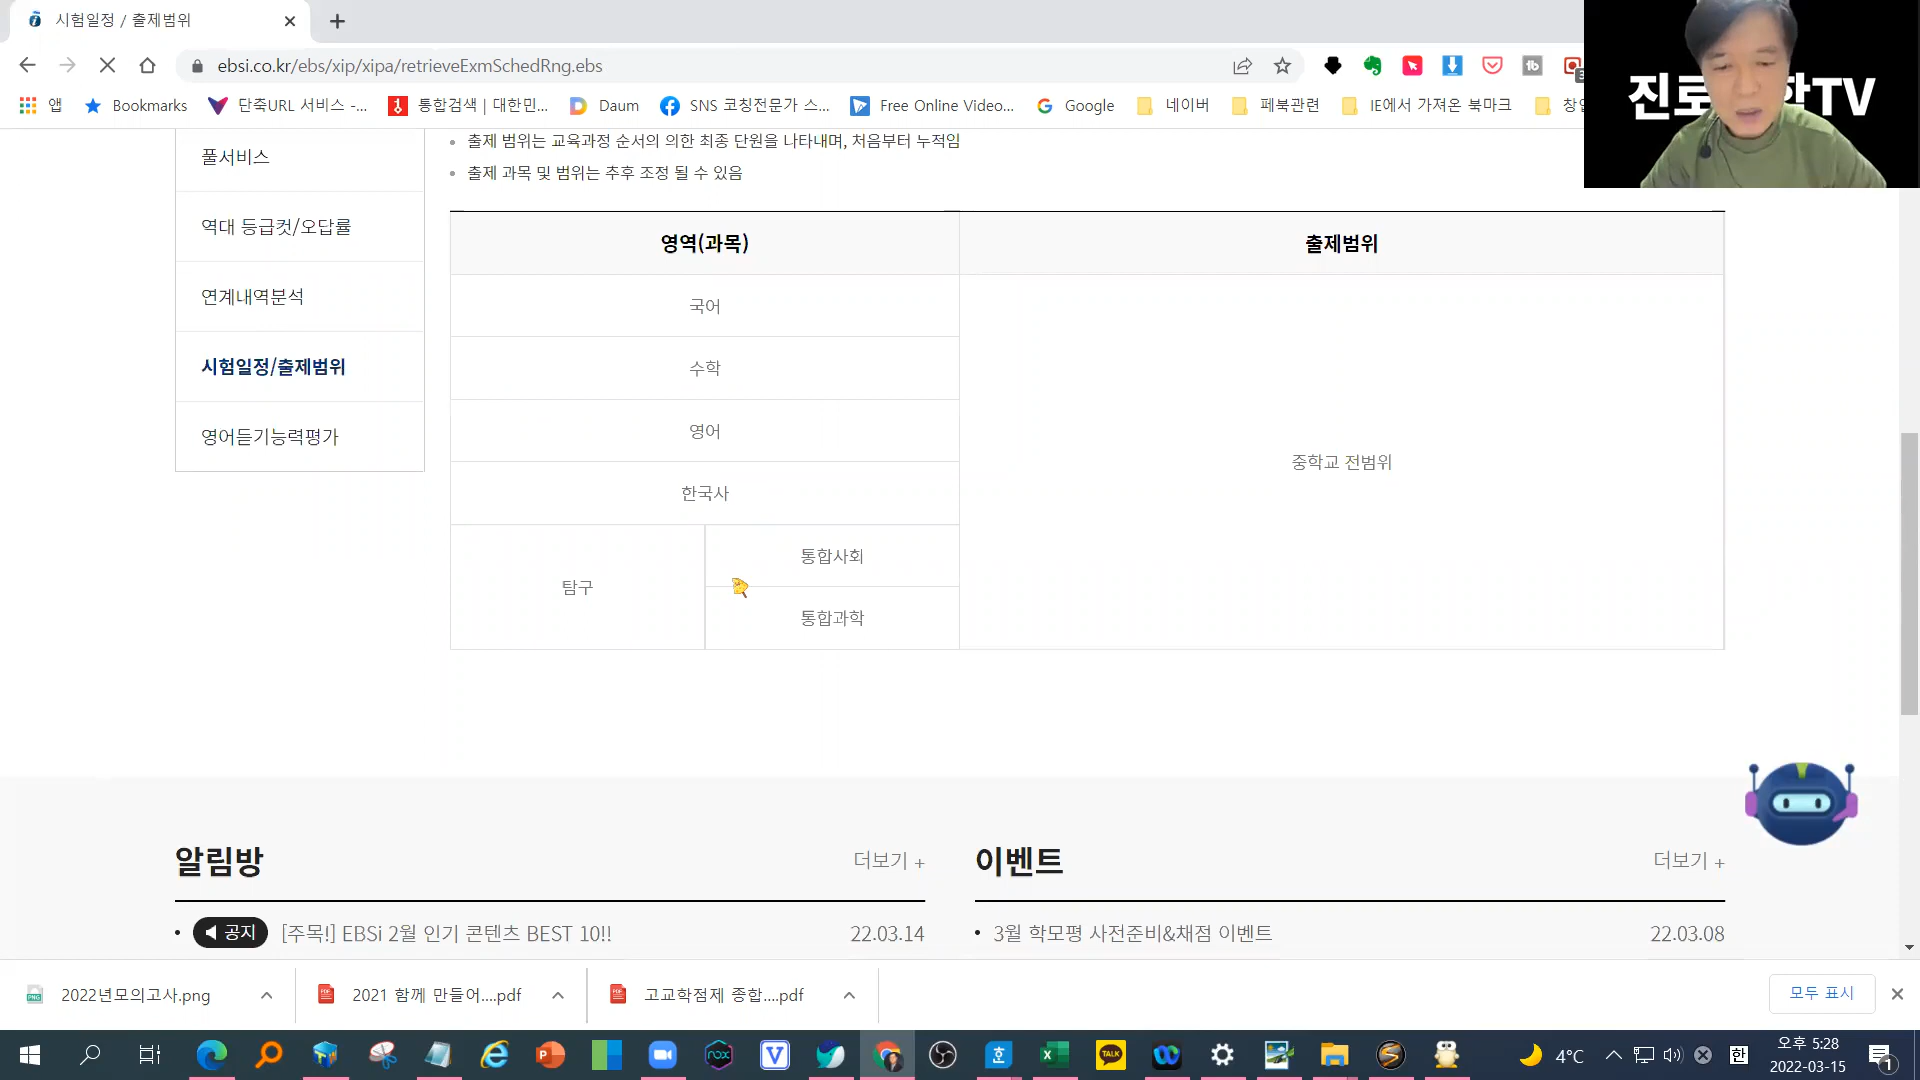 시험일정 / 출제범위
ebsi.co.kr/ebs/xip/xipa/retrieveExmSchedRng.ebs
앱
Bookmarks
단축URL 서비스 -...
통합검색 | 대한민...
Daum
SNS 코칭전문가 스...
Free Online Video...
Google
네이버
페북관련
IE에서 가져온 북마크
풀서비스
역대 등급컷/오답률
연계내역분석
시험일정/출제범위
영어듣기능력평가
출제 범위는 교육과정 순서의 의한 최종 단원을 나타내며, 처음부터 누적임
출제 과목 및 범위는 추후 조정 될 수 있음
영역(과목)
출제범위
국어
수학
영어
한국사
탐구
통합사회
통합과학
중학교 전범위
알림방
더보기 +
공지
[주목!] EBSi 2월 인기 콘텐츠 BEST 10!!
22.03.14
이벤트
더보기 +
3월 학모평 사전준비&채점 이벤트
22.03.08
2022년모의고사.png
2021 함께 만들어....pdf
고교학점제 종합....pdf
모두 표시
4°C
한
오후 5:28
2022-03-15
1